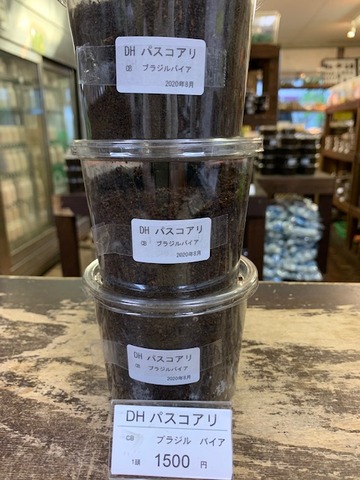 DH パスコアリ
CB ブラジルバイア
2020年8月
DH パスコアリ
CB ブラジルバイア
2020年8月
DH パスコアリ
CB ブラジルバイア
2020年8月
DH パスコアリ
CB ブラジル バイア
1頭 1500 円